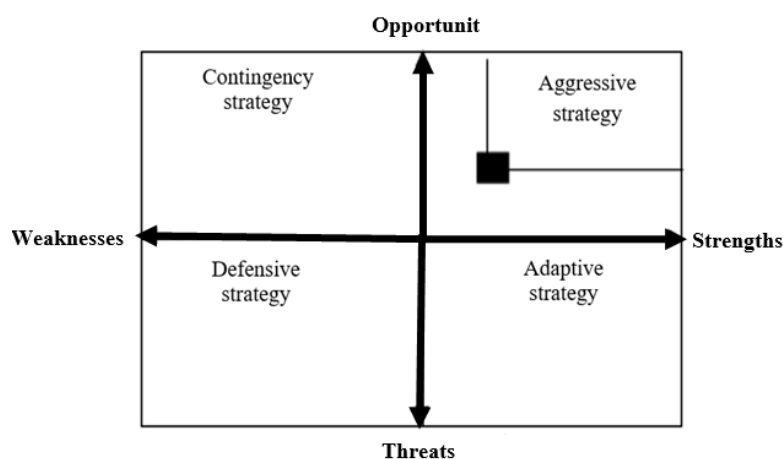 Opportunit
Contingency
strategy
Aggressive
strategy
Weaknesses
Strengths
Defensive
strategy
Adaptive
strategy
Threats